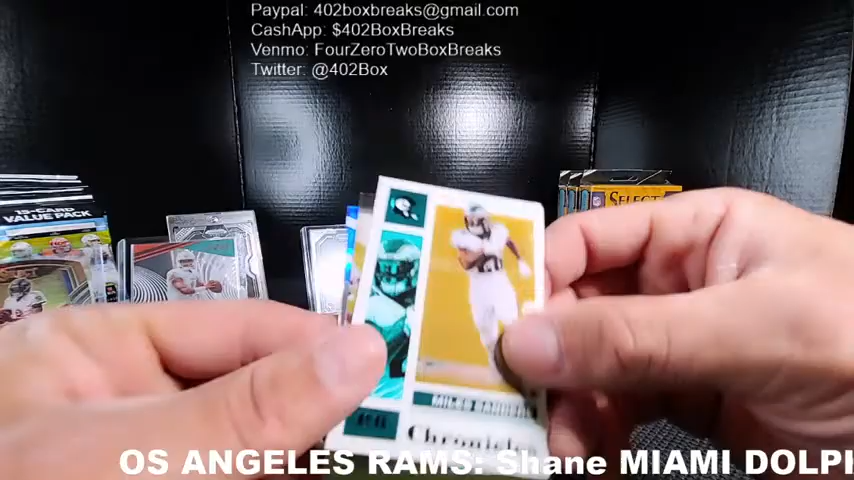 Paypal: 402boxbreaks@gmail.com
CashApp: $402BoxBreaks
Venmo: FourZeroTwoBoxBreaks
Twitter: @402Box
VALUE PACK
SELECT
MILES SANDERS
Chronicles
OS ANGELES RAMS: Shane MIAMI DOLPH